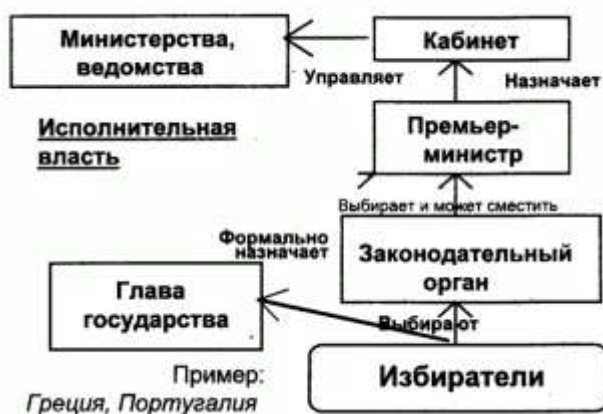 Министерства,
ведомства
Кабинет
Управляет
Назначает
Исполнительная
власть
Премьер-
министр
Выбирает и может сместить
Формально
назначает
Законодательный
орган
Глава
государства
Выбирают
Избиратели
Пример:
Греция, Португалия